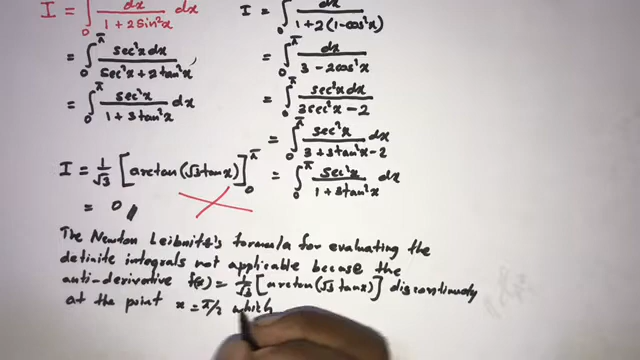 I = ∫₀ dx / (1 + 2sin²x) dx
= ∫₀^π sec²x dx / (sec²x + 2tan²x)
= ∫₀^π sec²x / (1 + 3tan²x) dx
I = 1/√3 [arctan(√3 tanx)]₀^π
= 0
I = ∫₀ dx / (1 + 2(1-cos²x))
= ∫₀^π dx / (3 - 2cos²x)
= ∫₀^π sec²x dx / (3sec²x - 2)
= ∫₀^π sec²x / (3 + 3tan²x - 2) dx
= ∫₀^π sec²x / (1 + 3tan²x) dx
The Newton Leibnitz's formula for evaluating the
definite integrals not applicable because the
anti-derivative f(x) = 1/√3 [arctan(√3 tanx)] discontinuously
at the point x = π/2 which